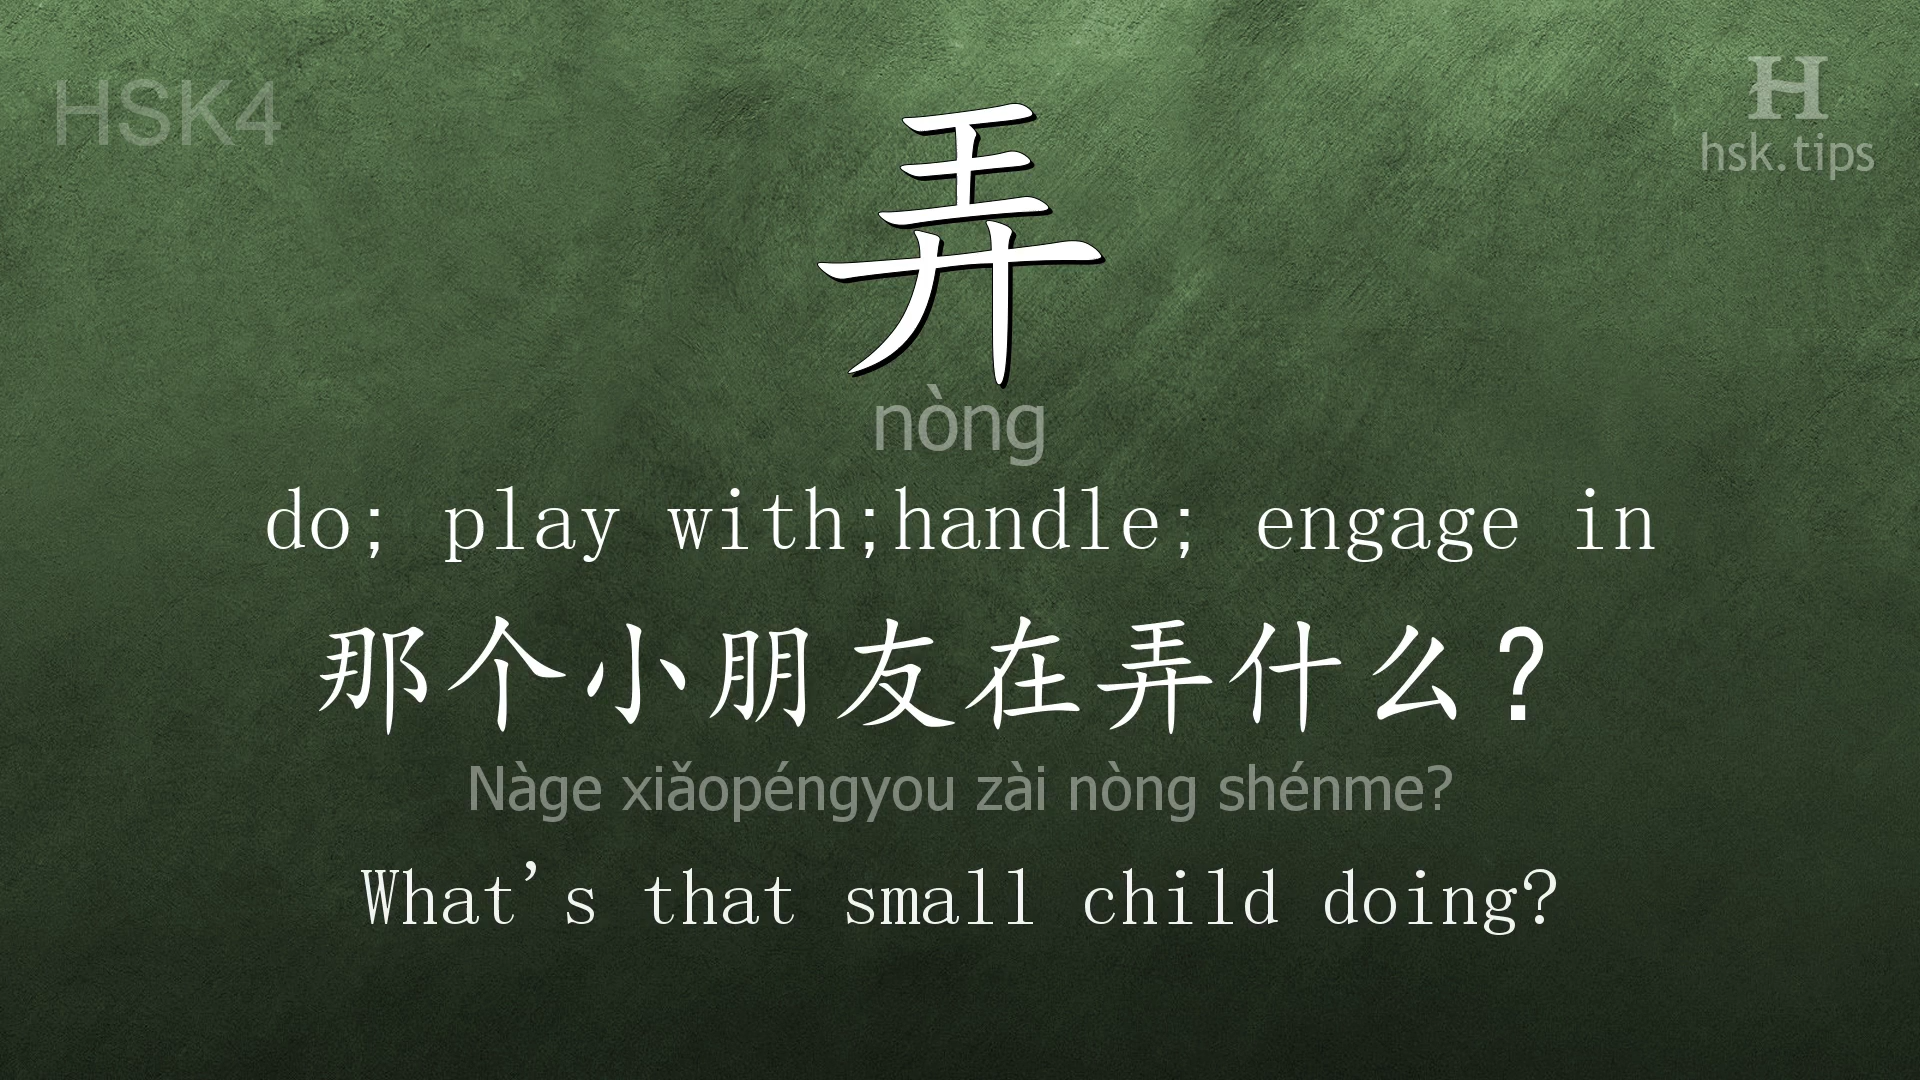 HSK4
H
hsk.tips
弄
nòng
do; play with;handle; engage in
那个小朋友在弄什么？
Nàge xiǎopéngyou zài nòng shénme?
What's that small child doing?